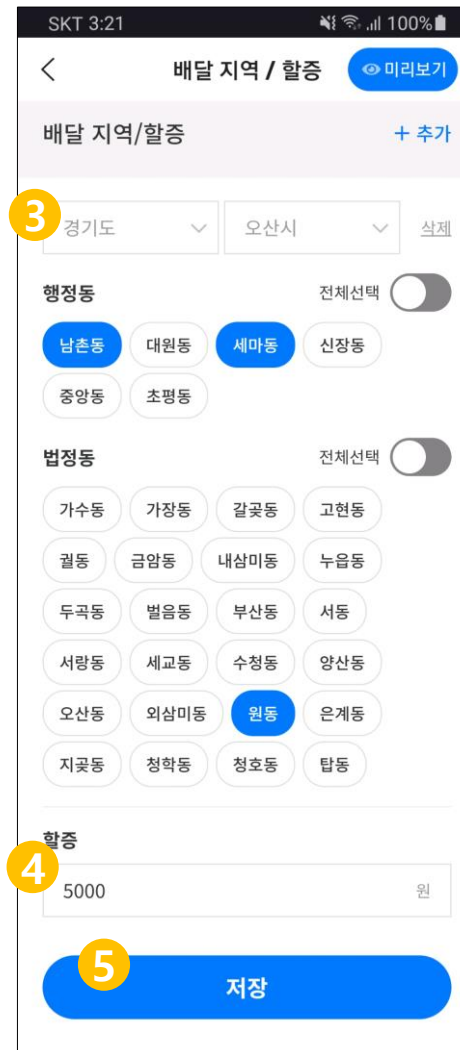 SKT 3:21 100%
배달 지역 / 할증 미리보기
배달 지역/할증 + 추가
3 경기도 오산시 삭제
행정동 전체선택
남촌동 대원동 세마동 신장동
중앙동 초평동
법정동 전체선택
가수동 가장동 갈곶동 고현동
궐동 금암동 내삼미동 누읍동
두곡동 벌음동 부산동 서동
서랑동 세교동 수청동 양산동
오산동 외삼미동 원동 은계동
지곶동 청학동 청호동 탑동
할증
4 5000 원
5 저장